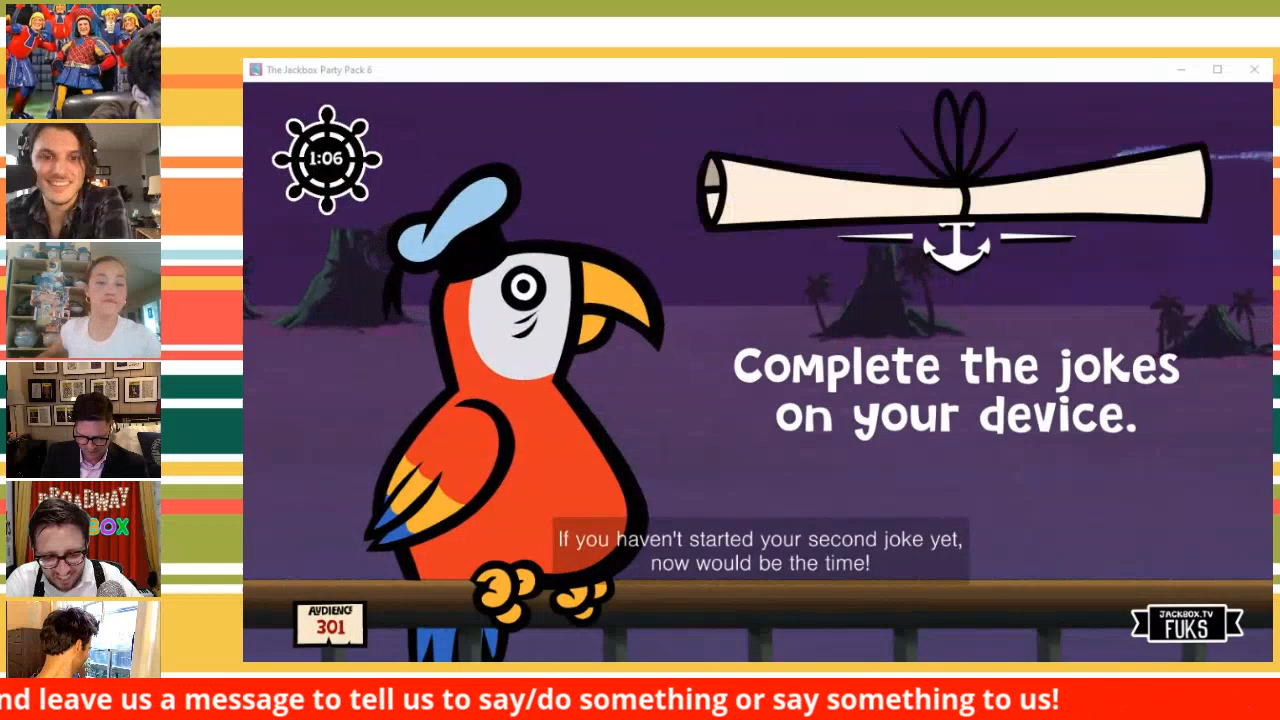 The Jackbox Party Pack 6
1:06
Complete the jokes
on your device.
If you haven't started your second joke yet,
now would be the time!
AUDIENCE
301
JACKBOX.TV
FUKS
BROADWAY
BOX
nd leave us a message to tell us to say/do something or say something to us!